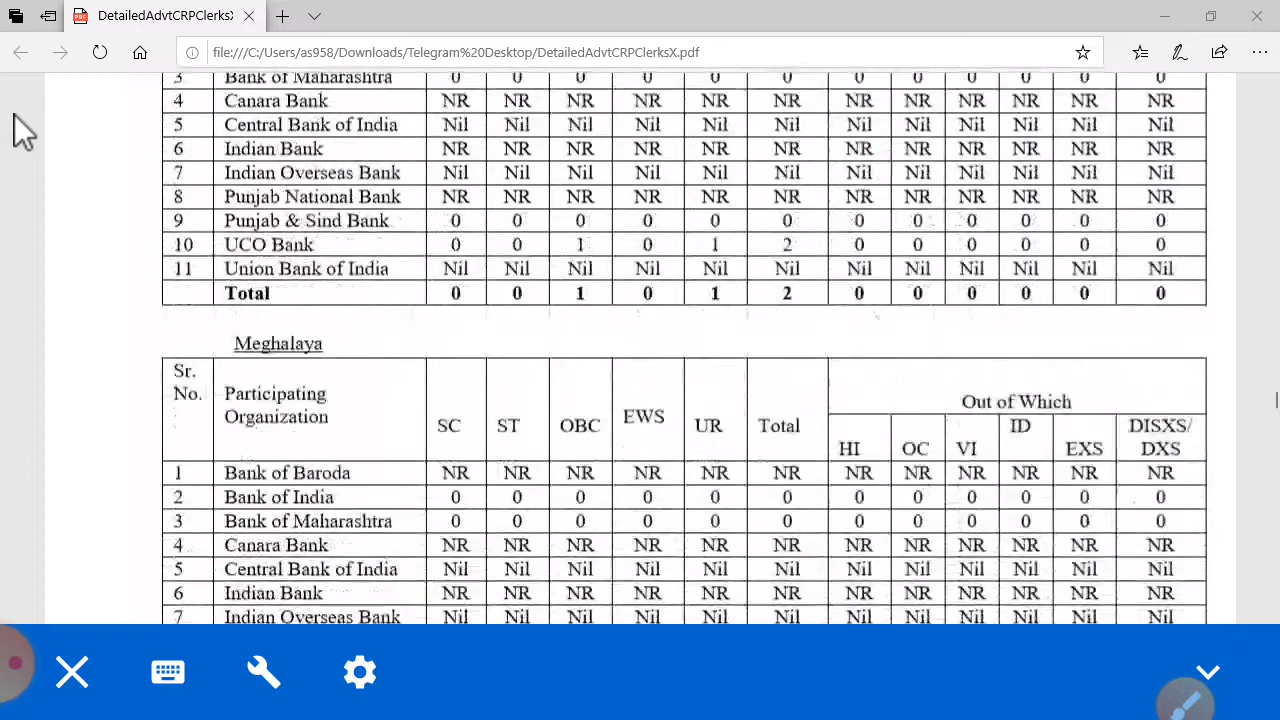 DetailedAdvtCRPClerksX
file:///C:/Users/as958/Downloads/Telegram%20Desktop/DetailedAdvtCRPClerksX.pdf
3 Bank of Maharashtra 0 0 0 0 0 0 0 0 0 0 0 0
4 Canara Bank NR NR NR NR NR NR NR NR NR NR NR NR
5 Central Bank of India Nil Nil Nil Nil Nil Nil Nil Nil Nil Nil Nil Nil
6 Indian Bank NR NR NR NR NR NR NR NR NR NR NR NR
7 Indian Overseas Bank Nil Nil Nil Nil Nil Nil Nil Nil Nil Nil Nil Nil
8 Punjab National Bank NR NR NR NR NR NR NR NR NR NR NR NR
9 Punjab & Sind Bank 0 0 0 0 0 0 0 0 0 0 0 0
10 UCO Bank 0 0 1 0 1 2 0 0 0 0 0 0
11 Union Bank of India Nil Nil Nil Nil Nil Nil Nil Nil Nil Nil Nil Nil
Total 0 0 1 0 1 2 0 0 0 0 0 0
Meghalaya
Sr.
No. Participating
Organization
SC ST OBC EWS UR Total
Out of Which
HI OC VI ID EXS DISXS/
DXS
1 Bank of Baroda NR NR NR NR NR NR NR NR NR NR NR NR
2 Bank of India 0 0 0 0 0 0 0 0 0 0 0 0
3 Bank of Maharashtra 0 0 0 0 0 0 0 0 0 0 0 0
4 Canara Bank NR NR NR NR NR NR NR NR NR NR NR NR
5 Central Bank of India Nil Nil Nil Nil Nil Nil Nil Nil Nil Nil Nil Nil
6 Indian Bank NR NR NR NR NR NR NR NR NR NR NR NR
7 Indian Overseas Bank Nil Nil Nil Nil Nil Nil Nil Nil Nil Nil Nil Nil